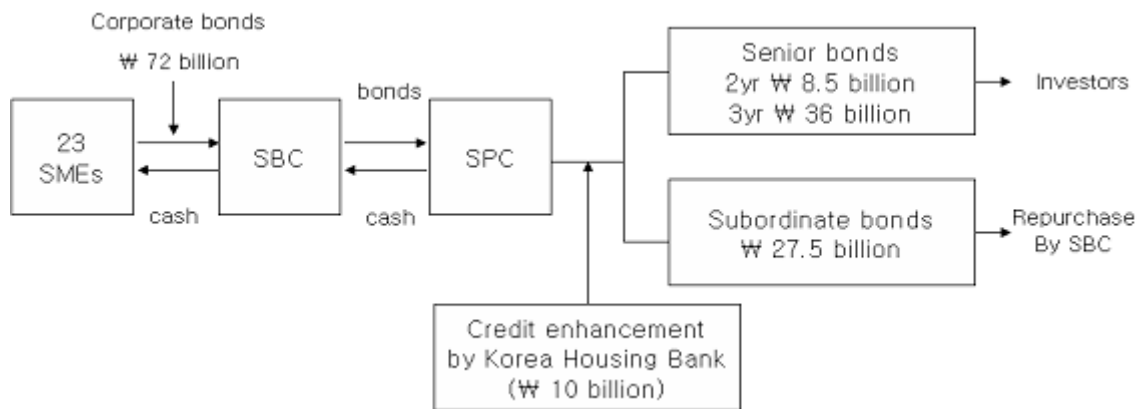 Corporate bonds
₩ 72 billion
23
SMEs
cash
SBC
bonds
cash
SPC
Senior bonds
2yr ₩ 8.5 billion
3yr ₩ 36 billion
Investors
Subordinate bonds
₩ 27.5 billion
Repurchase
By SBC
Credit enhancement
by Korea Housing Bank
(₩ 10 billion)